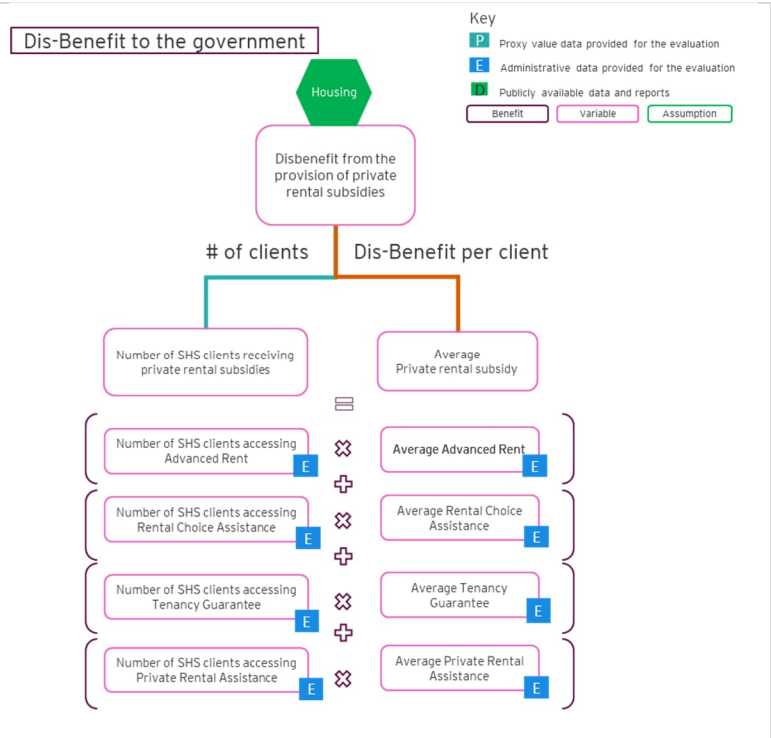 Dis-Benefit to the government
Key
P Proxy value data provided for the evaluation
E Administrative data provided for the evaluation
D Publicly available data and reports
Benefit Variable Assumption
Housing
Disbenefit from the
provision of private
rental subsidies
# of clients Dis-Benefit per client
Number of SHS clients receiving
private rental subsidies
Average
Private rental subsidy
=
Number of SHS clients accessing
Advanced Rent
E
×
Average Advanced Rent
E
+
Number of SHS clients accessing
Rental Choice Assistance
E
×
Average Rental Choice
Assistance
E
+
Number of SHS clients accessing
Tenancy Guarantee
E
×
Average Tenancy
Guarantee
E
+
Number of SHS clients accessing
Private Rental Assistance
E
×
Average Private Rental
Assistance
E